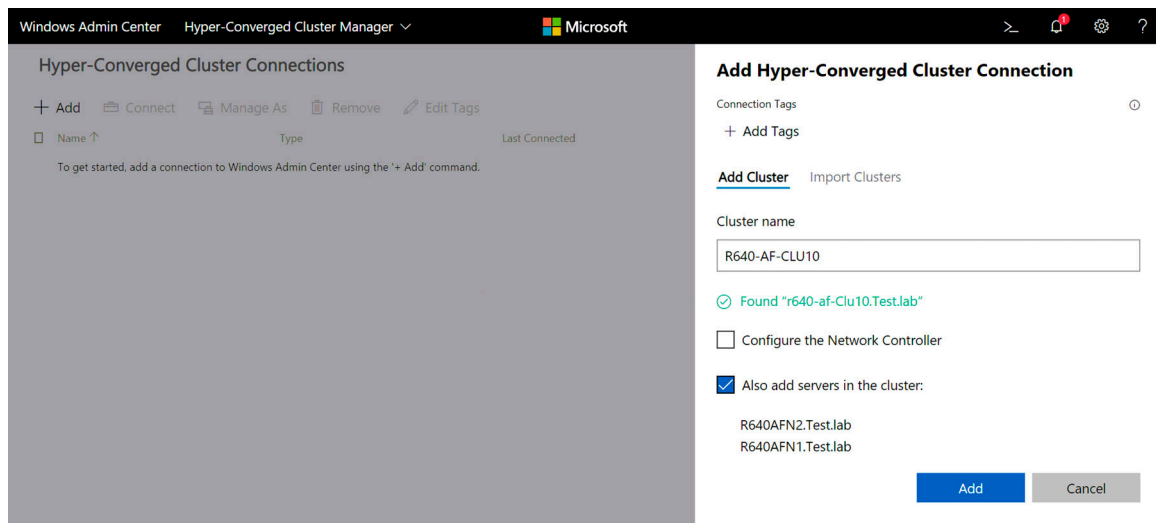 Windows Admin Center Hyper-Converged Cluster Manager Microsoft >_ 1 ?
Hyper-Converged Cluster Connections
+ Add Connect Manage As Remove Edit Tags
Name ↑ Type Last Connected
To get started, add a connection to Windows Admin Center using the '+ Add' command.
Add Hyper-Converged Cluster Connection
Connection Tags
+ Add Tags
Add Cluster Import Clusters
Cluster name
R640-AF-CLU10
Found "r640-af-Clu10.Test.lab"
Configure the Network Controller
Also add servers in the cluster:
R640AFN2.Test.lab
R640AFN1.Test.lab
Add Cancel